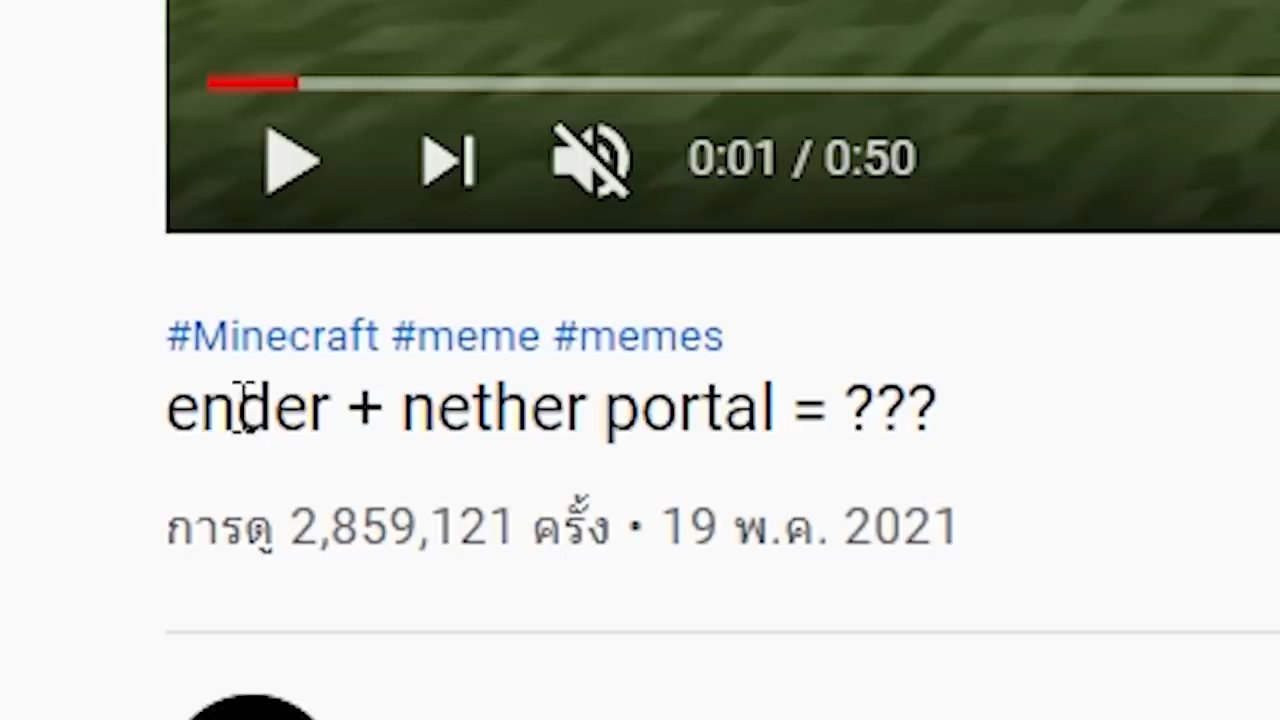 0:01 / 0:50
#Minecraft #meme #memes
ender + nether portal = ???
การดู 2,859,121 ครั้ง • 19 พ.ค. 2021